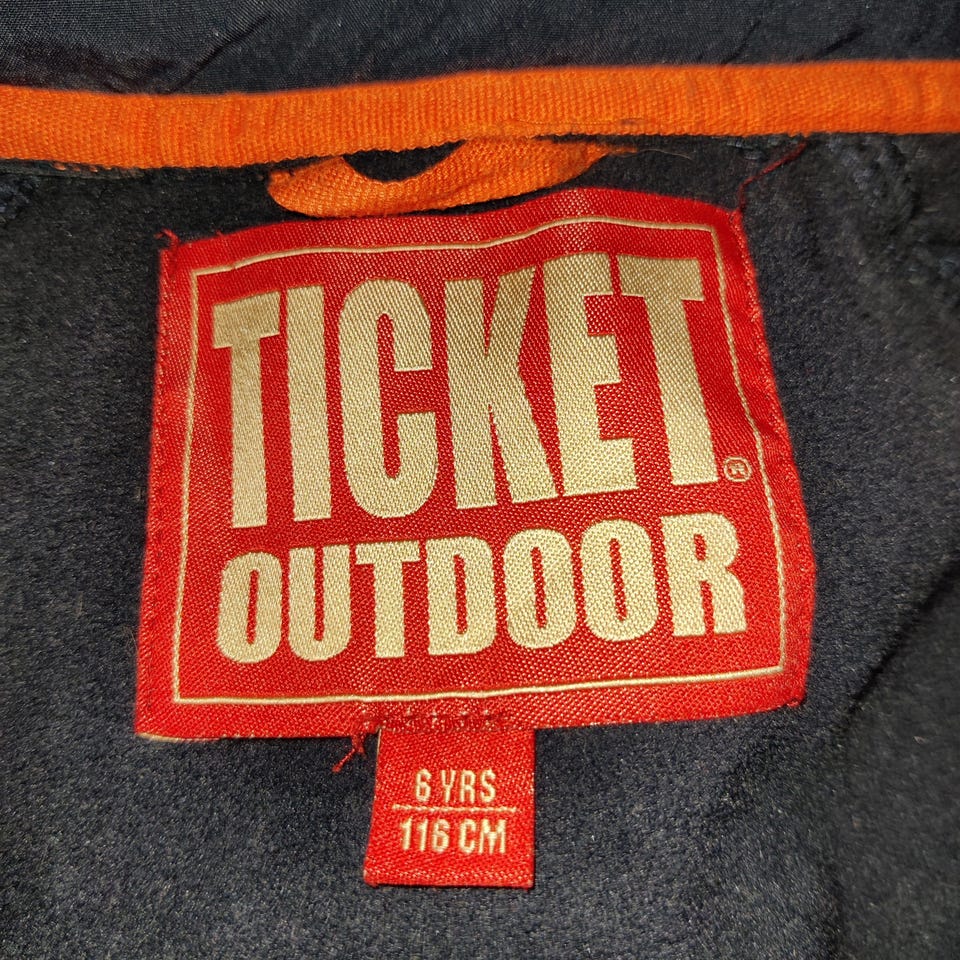 TICKET®
OUTDOOR
6 YRS
116 CM